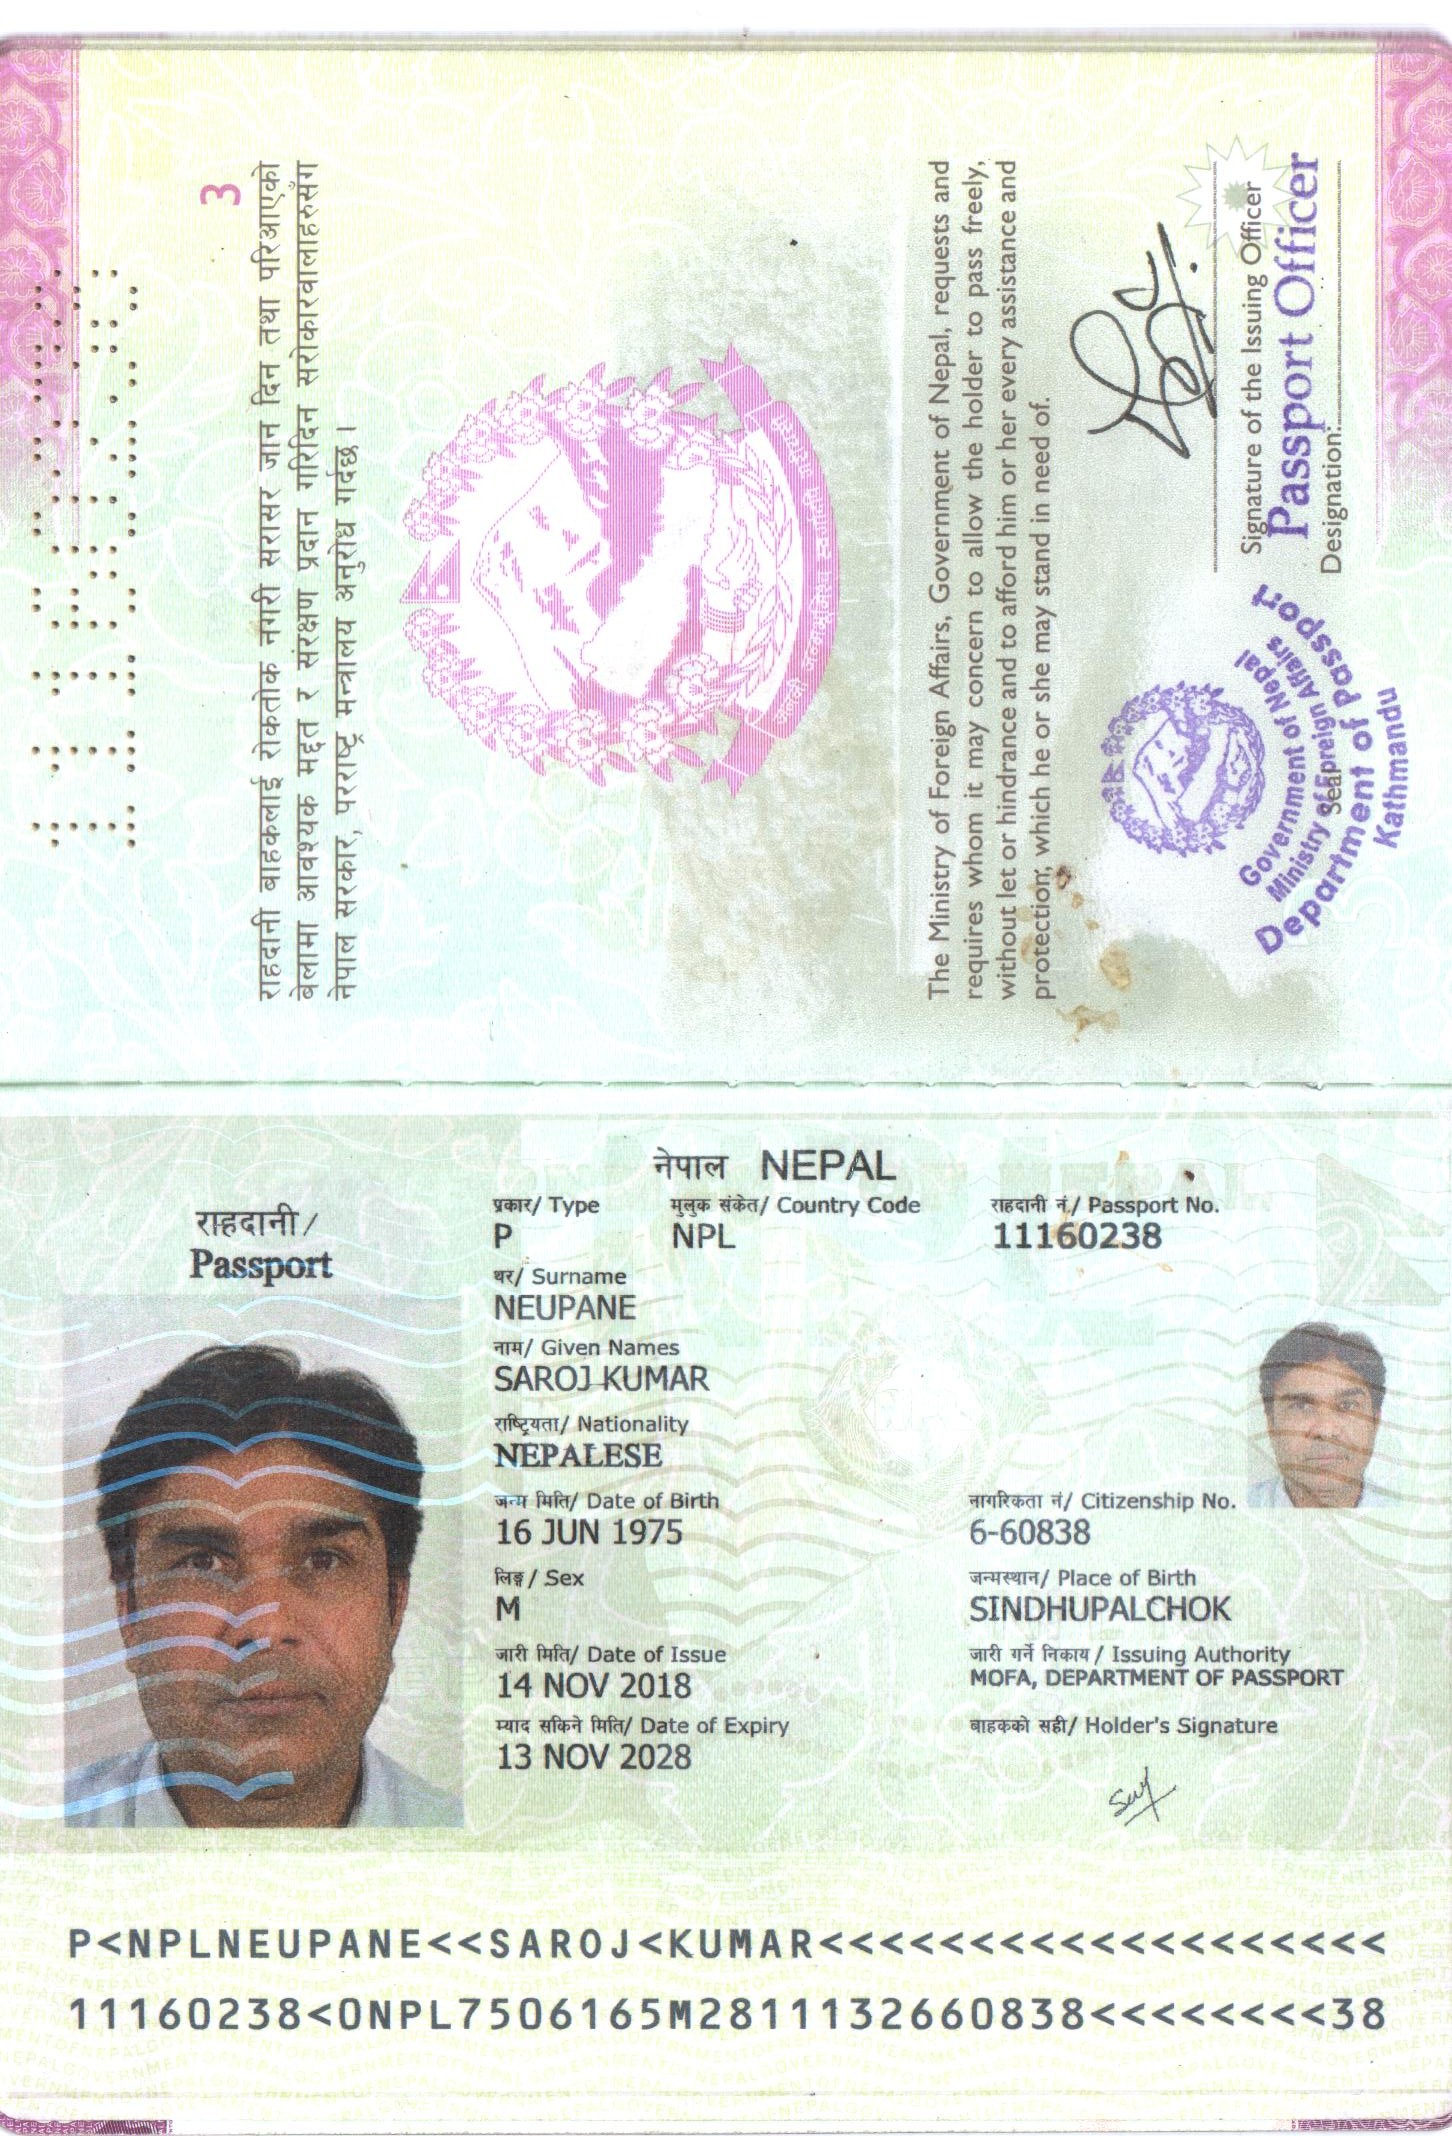 3
राहदानी बाहकलाई रोकतोक नगरी सरासर जान दिन तथा परिआएको
बेलामा आवश्यक मद्दत र संरक्षण प्रदान गरिदिन सरोकारवालाहरुसँग
नेपाल सरकार, परराष्ट्र मन्त्रालय अनुरोध गर्दछ ।
The Ministry of Foreign Affairs, Government of Nepal, requests and
requires whom it may concern to allow the holder to pass freely,
without let or hindrance and to afford him or her every assistance and
protection, which he or she may stand in need of.
Signature of the Issuing Officer
Passport Officer
Designation:
Seal
Government of Nepal
Ministry of Foreign Affairs
Department of Passport
Kathmandu
नेपाल NEPAL
राहदानी/
Passport
प्रकार/ Type मुलुक संकेत/ Country Code राहदानी नं./ Passport No.
P NPL 11160238
थर/ Surname
NEUPANE
नाम/ Given Names
SAROJ KUMAR
राष्ट्रियता/ Nationality
NEPALESE
जन्म मिति/ Date of Birth नागरिकता नं/ Citizenship No.
16 JUN 1975 6-60838
लिङ्ग/ Sex जन्मस्थान/ Place of Birth
M SINDHUPALCHOK
जारी मिति/ Date of Issue जारी गर्ने निकाय/ Issuing Authority
14 NOV 2018 MOFA, DEPARTMENT OF PASSPORT
म्याद सकिने मिति/ Date of Expiry बाहकको सही/ Holder's Signature
13 NOV 2028
P<NPLNEUPANE<<SAROJ<KUMAR<<<<<<<<<<<<<<<<<<<
11160238<0NPL7506165M2811132660838<<<<<<<<38